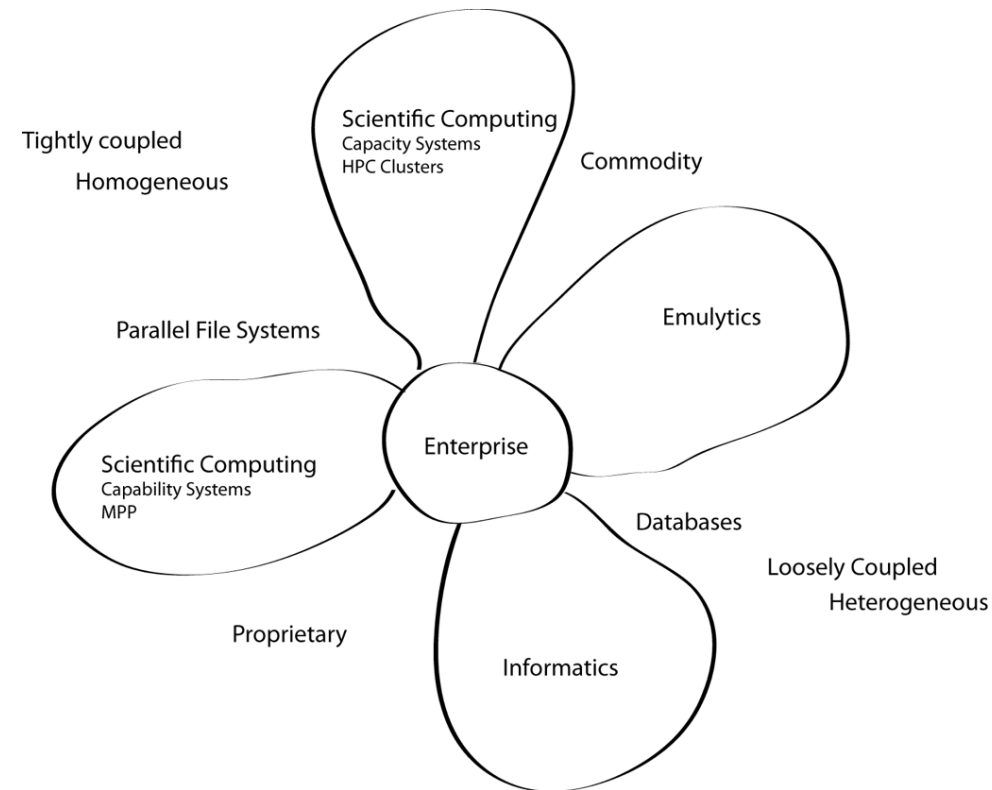 Scientific Computing
Capacity Systems
HPC Clusters
Tightly coupled
Homogeneous
Commodity
Emulytics
Parallel File Systems
Enterprise
Scientific Computing
Capability Systems
MPP
Databases
Loosely Coupled
Heterogeneous
Proprietary
Informatics